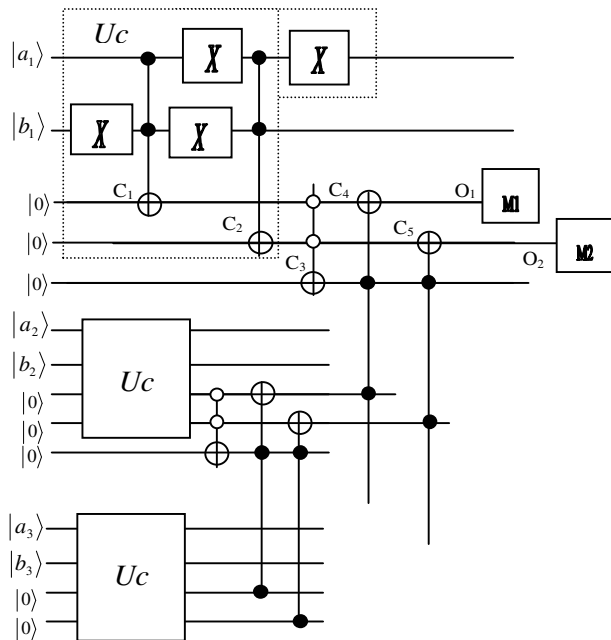 Uc
|a₁⟩ X X
|b₁⟩ X X
|0⟩ C₁ C₄ O₁ M1
|0⟩ C₂ C₅ O₂ M2
|0⟩ C₃
|a₂⟩
|b₂⟩ Uc
|0⟩
|0⟩
|0⟩
|a₃⟩
|b₃⟩ Uc
|0⟩
|0⟩